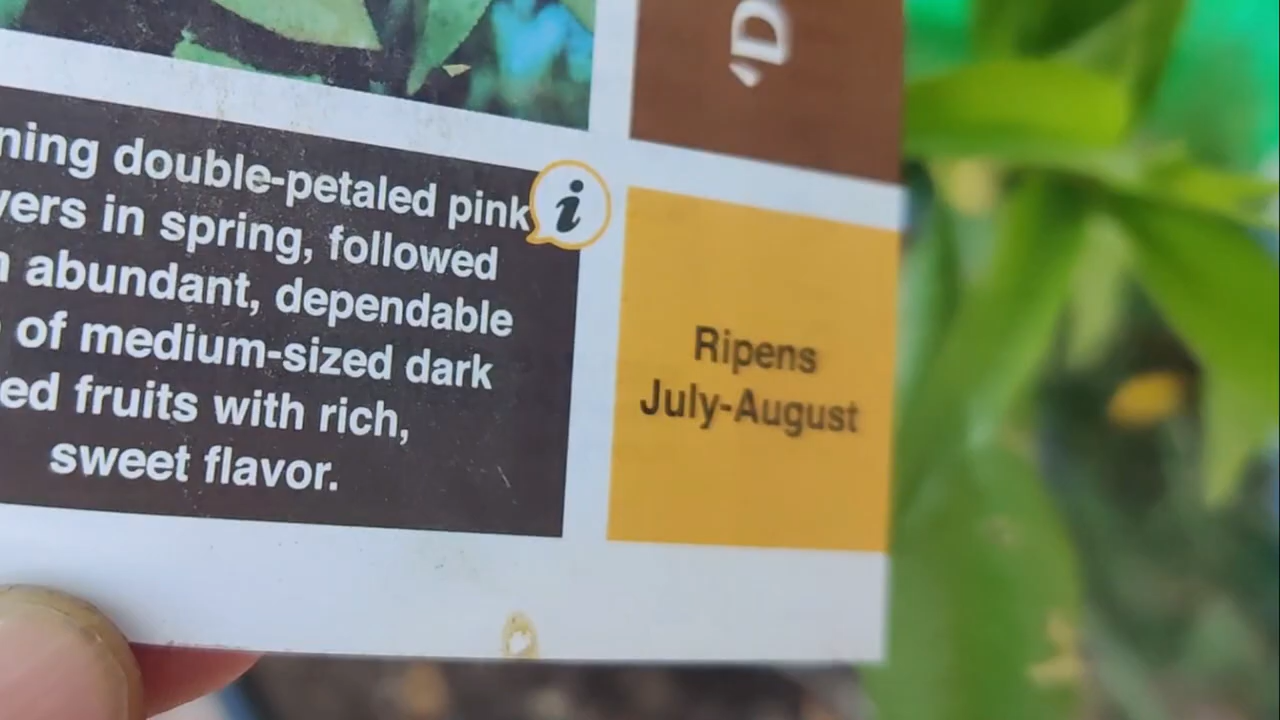 'D
ning double-petaled pink
vers in spring, followed
abundant, dependable
of medium-sized dark
ed fruits with rich,
sweet flavor.
i
Ripens
July-August